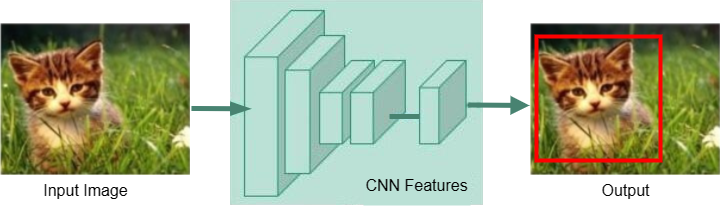 Input Image
CNN Features
Output